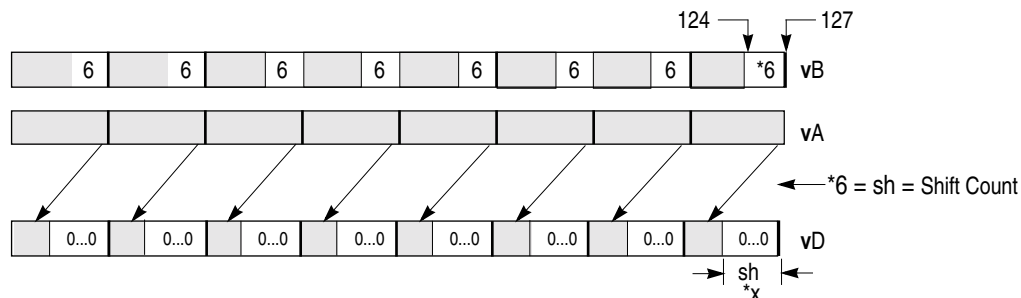 124 127
6 6 6 6 6 6 6 *6 vB
vA
*6 = sh = Shift Count
0...0 0...0 0...0 0...0 0...0 0...0 0...0 0...0 vD
sh
*x